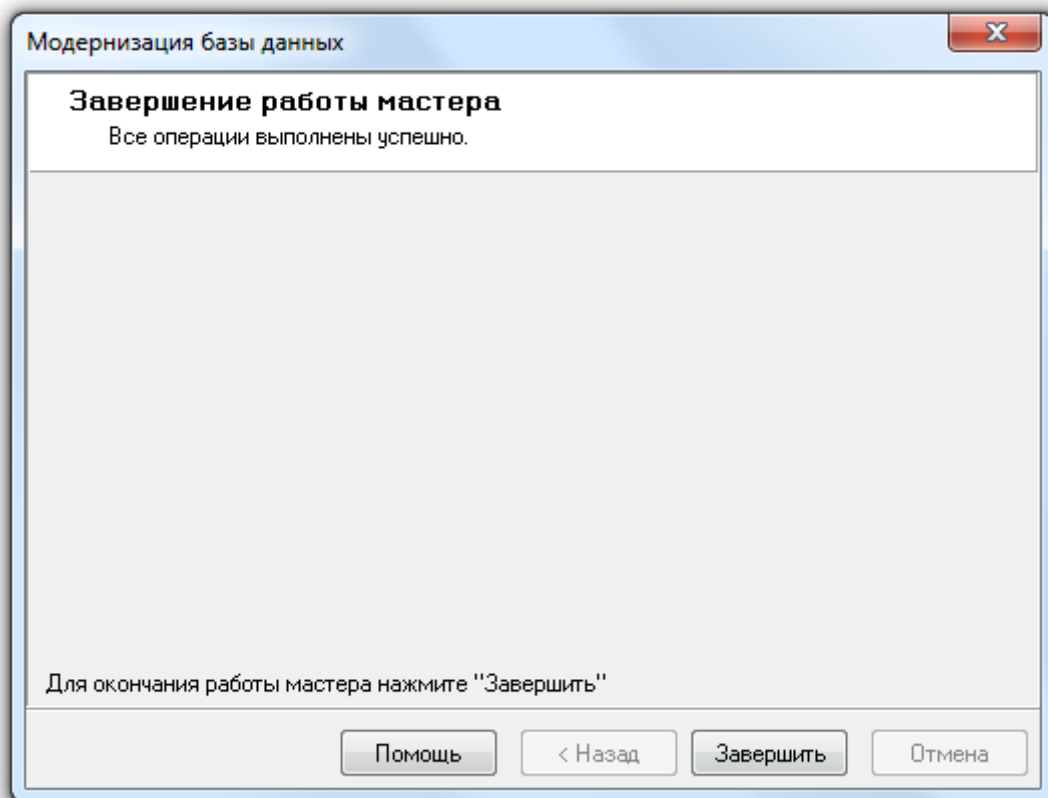 Модернизация базы данных
Завершение работы мастера
Все операции выполнены успешно.
Для окончания работы мастера нажмите "Завершить"
Помощь < Назад Завершить Отмена